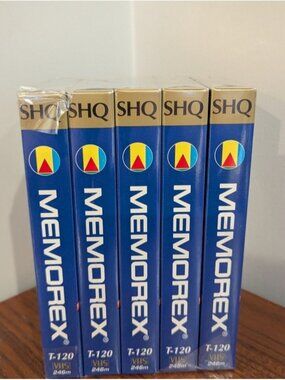 SHQ SHQ SHQ SHQ SHQ
MEMOREX MEMOREX MEMOREX MEMOREX MEMOREX
T-120 T-120 T-120 T-120 T-120
VHS VHS VHS VHS VHS
246m 246m 246m 246m 246m